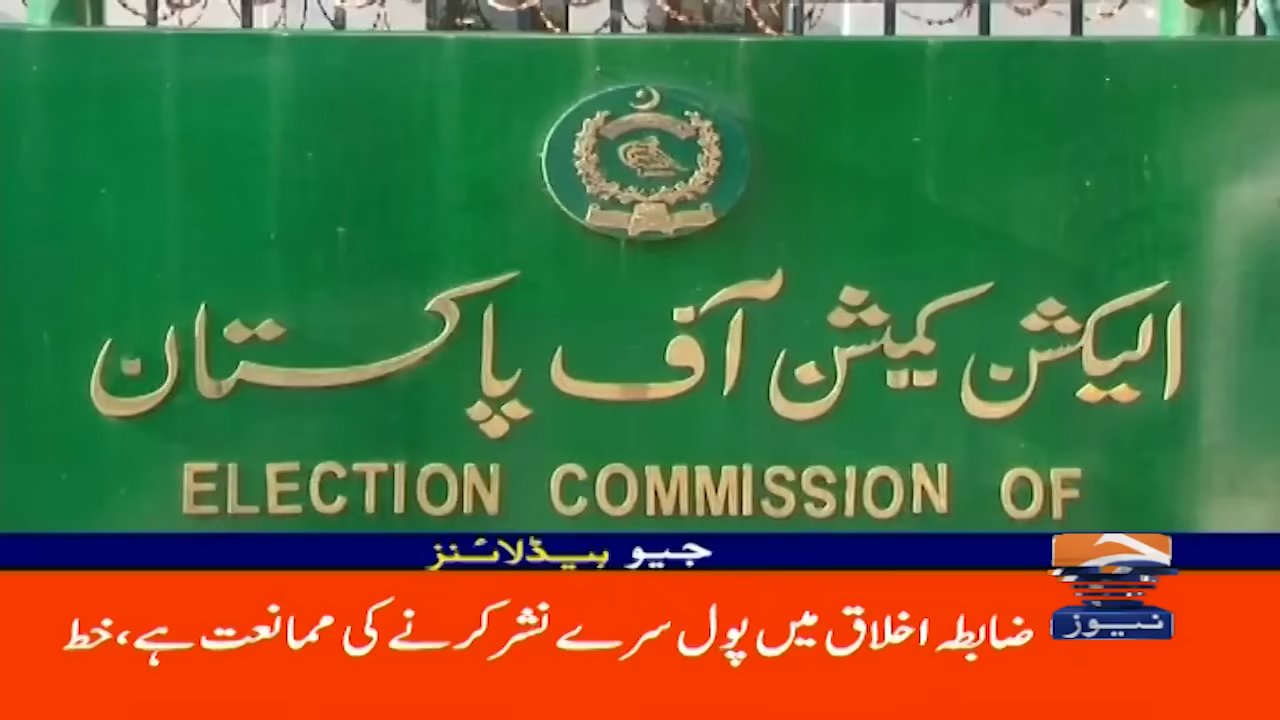 الیکشن کمیشن آف پاکستان
ELECTION COMMISSION OF
جیو ہیڈلائنز
ضابطہ اخلاق میں پول سرے نشر کرنے کی ممانعت ہے، خط
نیوز